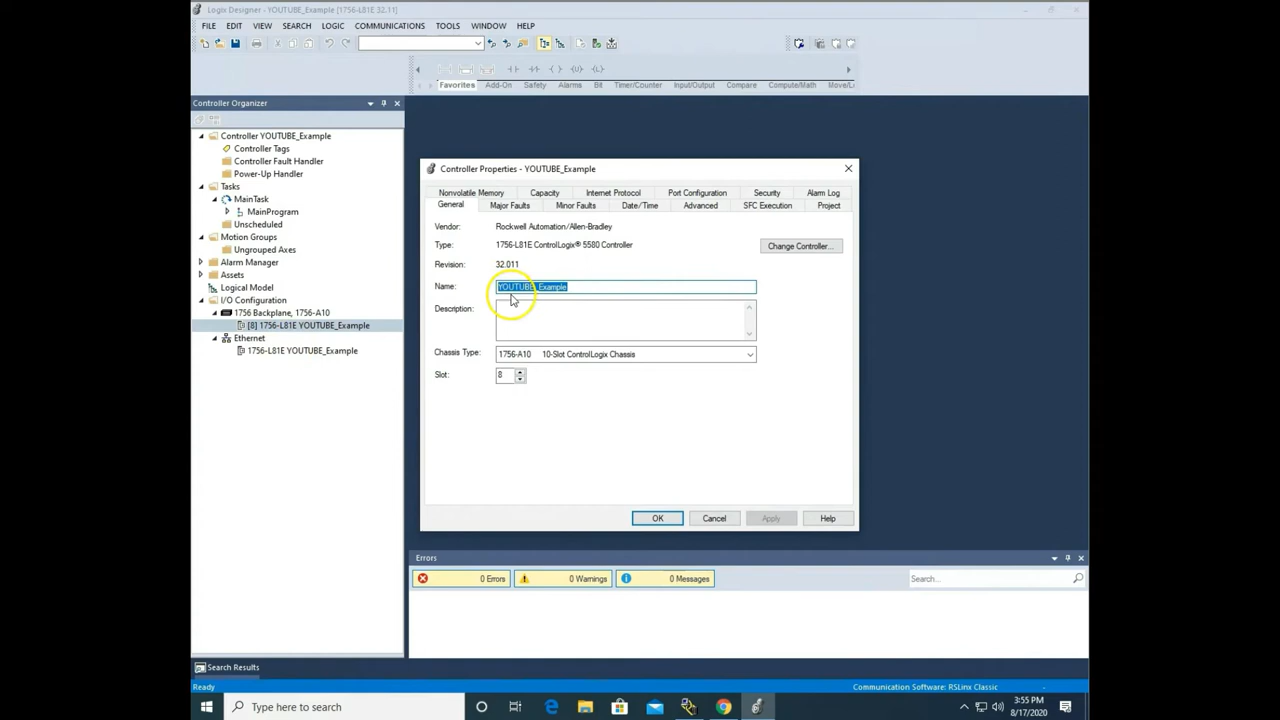 Logix Designer - YOUTUBE_Example [1756-L81E 32.11]
FILE EDIT VIEW SEARCH LOGIC COMMUNICATIONS TOOLS WINDOW HELP
Favorites Add-On Safety Alarms Bit Timer/Counter Input/Output Compare Compute/Math Move/L
Controller Organizer
Controller YOUTUBE_Example
Controller Tags
Controller Fault Handler
Power-Up Handler
Tasks
MainTask
MainProgram
Unscheduled
Motion Groups
Ungrouped Axes
Alarm Manager
Assets
Logical Model
I/O Configuration
1756 Backplane, 1756-A10
[8] 1756-L81E YOUTUBE_Example
Ethernet
1756-L81E YOUTUBE_Example
Controller Properties - YOUTUBE_Example
Nonvolatile Memory Capacity Internet Protocol Port Configuration Security Alarm Log
General Major Faults Minor Faults Date/Time Advanced SFC Execution Project
Vendor: Rockwell Automation/Allen-Bradley
Type: 1756-L81E ControlLogix® 5580 Controller Change Controller...
Revision: 32.011
Name: YOUTUBE_Example
Description:
Chassis Type: 1756-A10 10-Slot ControlLogix Chassis
Slot: 8
OK Cancel Apply Help
Errors
0 Errors 0 Warnings 0 Messages Search...
Search Results
Ready Communication Software: RSLinx Classic
Type here to search
3:55 PM
8/17/2020